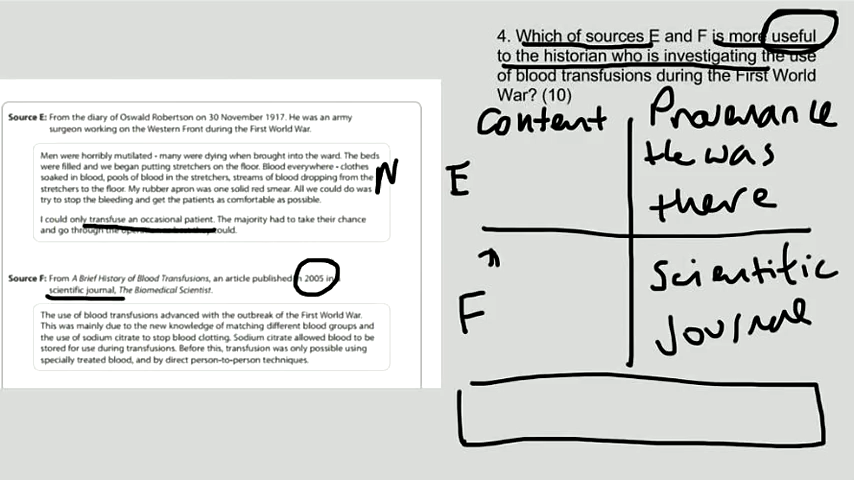 4. Which of sources E and F is more useful
to the historian who is investigating the use
of blood transfusions during the First World
War? (10)
Source E: From the diary of Oswald Robertson on 30 November 1917. He was an army
surgeon working on the Western Front during the First World War.
Men were horribly mutilated - many were dying when brought into the ward. The beds
were filled and we began putting stretchers on the floor. Blood everywhere - clothes
soaked in blood, pools of blood in the stretchers, streams of blood dropping from the
stretchers to the floor. My rubber apron was one solid red smear. All we could do was
try to stop the bleeding and get the patients as comfortable as possible.
I could only transfuse an occasional patient. The majority had to take their chance
and go through the operation as best they could.
N
Source F: From A Brief History of Blood Transfusions, an article published in 2005 in a
scientific journal, The Biomedical Scientist.
The use of blood transfusions advanced with the outbreak of the First World War.
This was mainly due to the new knowledge of matching different blood groups and
the use of sodium citrate to stop blood clotting. Sodium citrate allowed blood to be
stored for use during transfusions. Before this, transfusion was only possible using
specially treated blood, and by direct person-to-person techniques.
Content Provenance
E He was
there
F Scientific
Journal